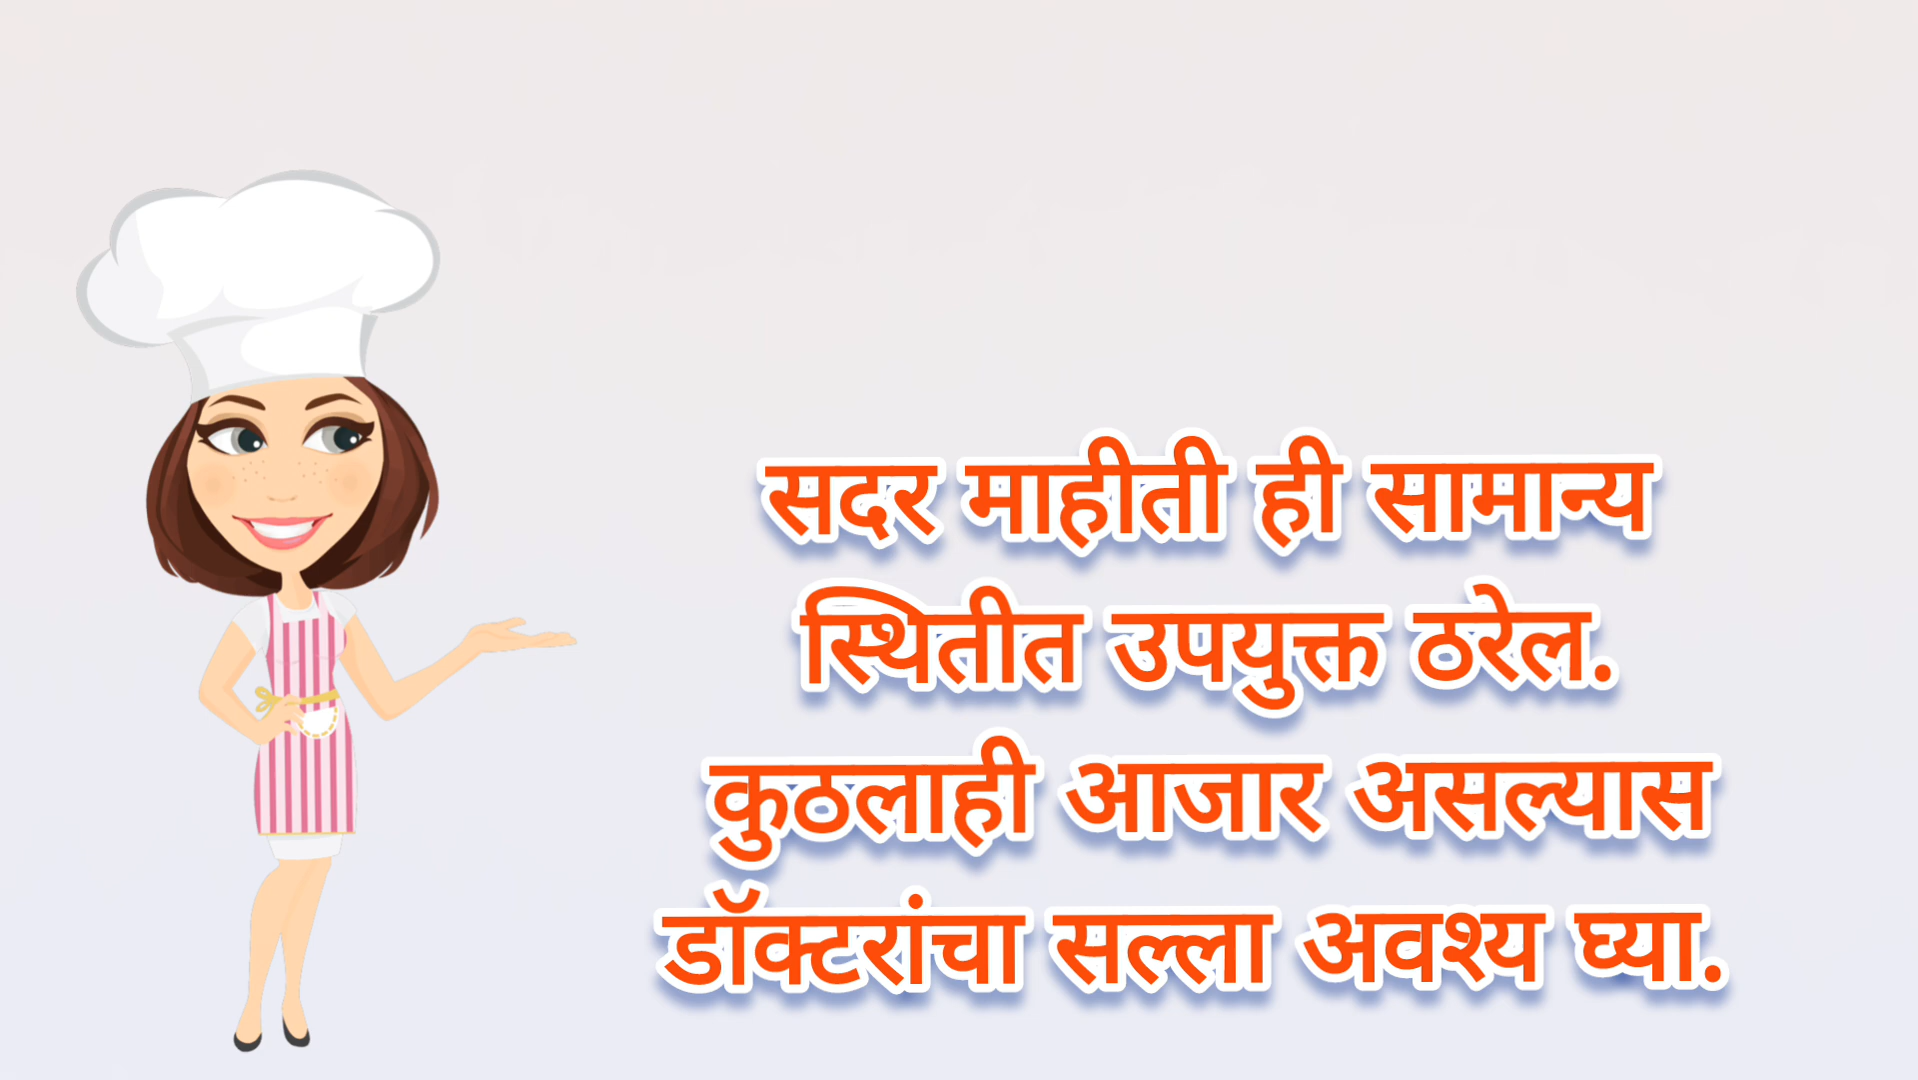 सदर माहीती ही सामान्य
स्थितीत उपयुक्त ठरेल.
कुठलाही आजार असल्यास
डॉक्टरांचा सल्ला अवश्य घ्या.